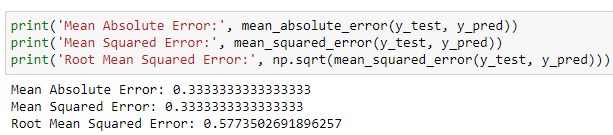 print('Mean Absolute Error:', mean_absolute_error(y_test, y_pred))
print('Mean Squared Error:', mean_squared_error(y_test, y_pred))
print('Root Mean Squared Error:', np.sqrt(mean_squared_error(y_test, y_pred)))
Mean Absolute Error: 0.3333333333333333
Mean Squared Error: 0.3333333333333333
Root Mean Squared Error: 0.5773502691896257